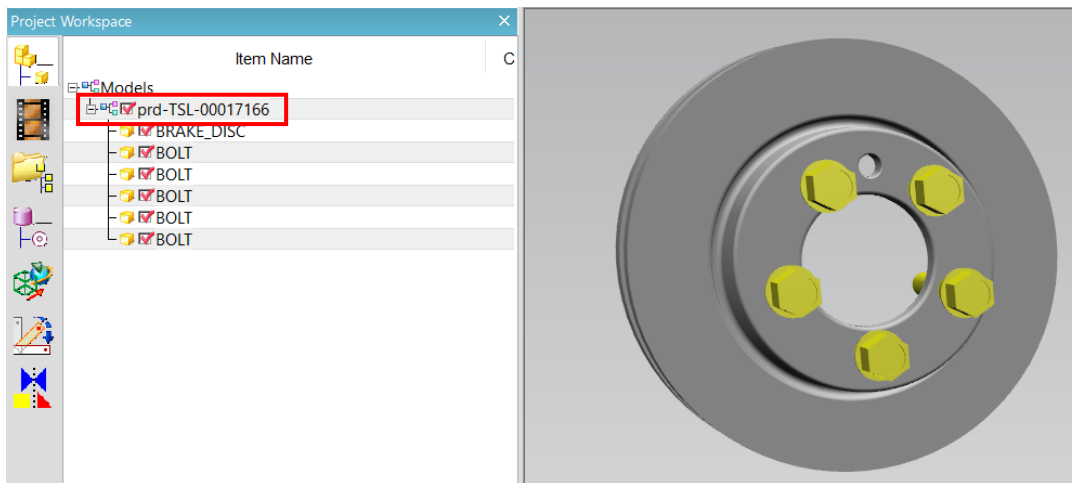 Project Workspace
Item Name
C
Models
prd-TSL-00017166
BRAKE_DISC
BOLT
BOLT
BOLT
BOLT
BOLT